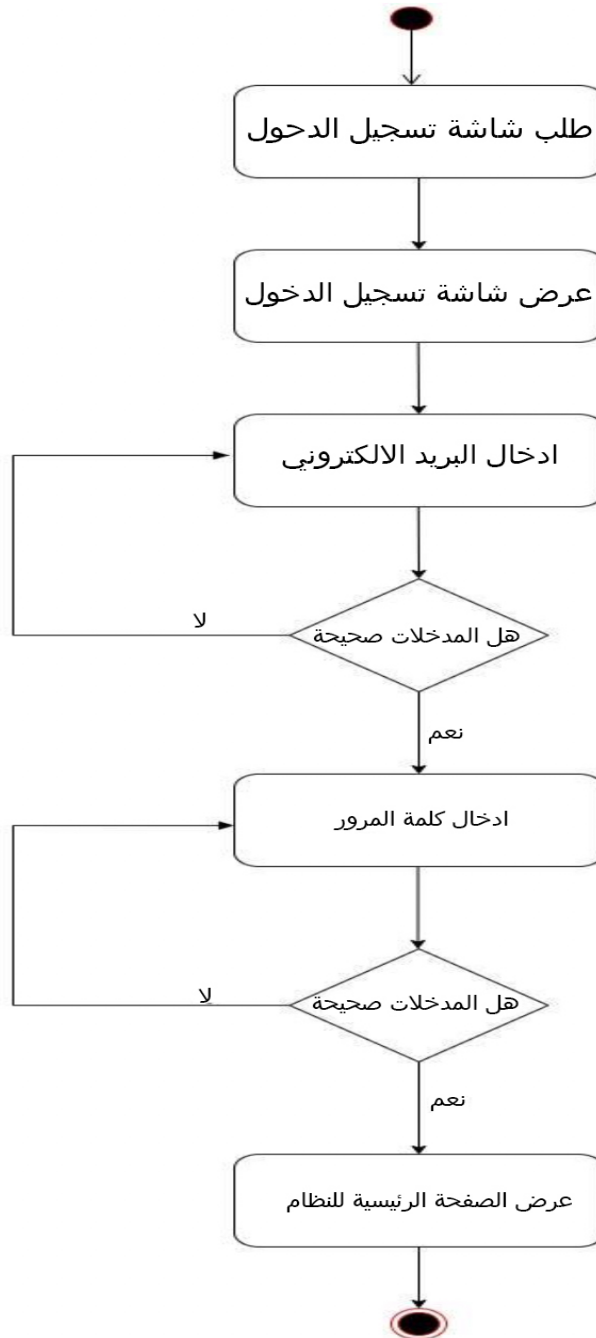 طلب شاشة تسجيل الدحول
عرض شاشة تسجيل الدخول
ادخال البريد الالكتروني
هل المدخلات صحيحة
لا
نعم
ادخال كلمة المرور
هل المدخلات صحيحة
لا
نعم
عرض الصفحة الرئيسية للنظام